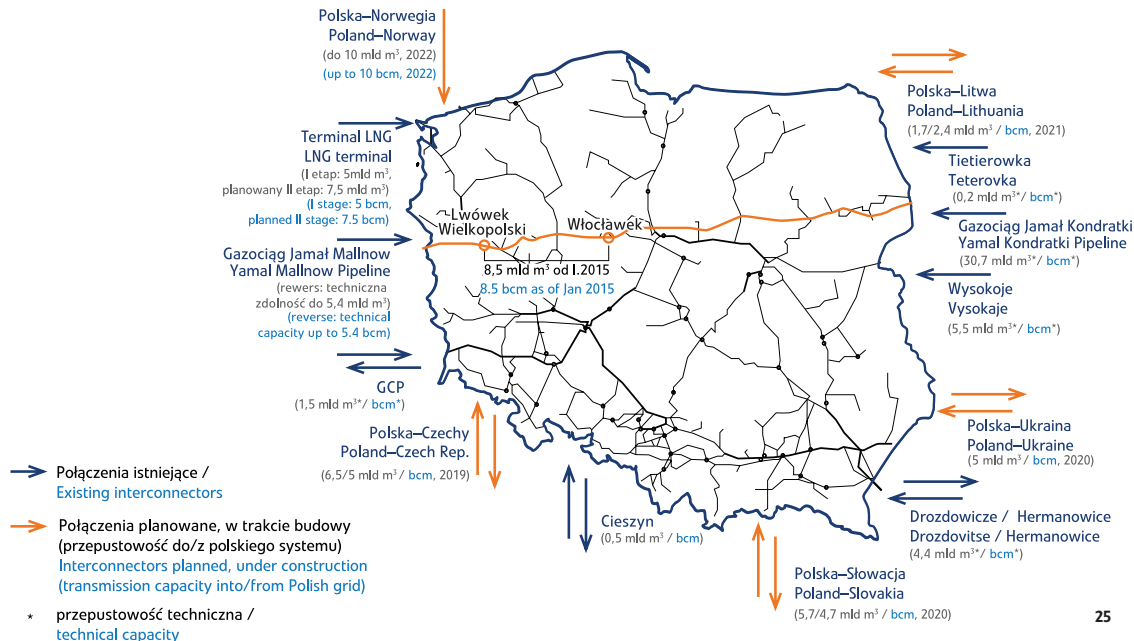 Polska–Norwegia
Poland–Norway
(do 10 mld m³, 2022)
(up to 10 bcm, 2022)
Terminal LNG
LNG terminal
(I etap: 5mld m³,
planowany II etap: 7,5 mld m³)
(I stage: 5 bcm,
planned II stage: 7.5 bcm)
Gazociąg Jamał Mallnow
Yamal Mallnow Pipeline
(rewers: techniczna
zdolność do 5,4 mld m³)
(reverse: technical
capacity up to 5.4 bcm)
GCP
(1,5 mld m³*/ bcm*)
Polska–Czechy
Poland–Czech Rep.
(6,5/5 mld m³ / bcm, 2019)
Lwówek
Wielkopolski
Włocławek
8,5 mld m³ od I.2015
8.5 bcm as of Jan 2015
Cieszyn
(0,5 mld m³ / bcm)
Polska–Słowacja
Poland–Slovakia
(5,7/4,7 mld m³ / bcm, 2020)
Polska–Litwa
Poland–Lithuania
(1,7/2,4 mld m³ / bcm, 2021)
Tietierowka
Teterovka
(0,2 mld m³*/ bcm*)
Gazociąg Jamał Kondratki
Yamal Kondratki Pipeline
(30,7 mld m³*/ bcm*)
Wysokoje
Vysokaje
(5,5 mld m³*/ bcm*)
Polska–Ukraina
Poland–Ukraine
(5 mld m³ / bcm, 2020)
Drozdowicze / Hermanowice
Drozdovitse / Hermanowice
(4,4 mld m³*/ bcm*)
Połączenia istniejące /
Existing interconnectors
Połączenia planowane, w trakcie budowy
(przepustowość do/z polskiego systemu)
Interconnectors planned, under construction
(transmission capacity into/from Polish grid)
* przepustowość techniczna /
technical capacity
25